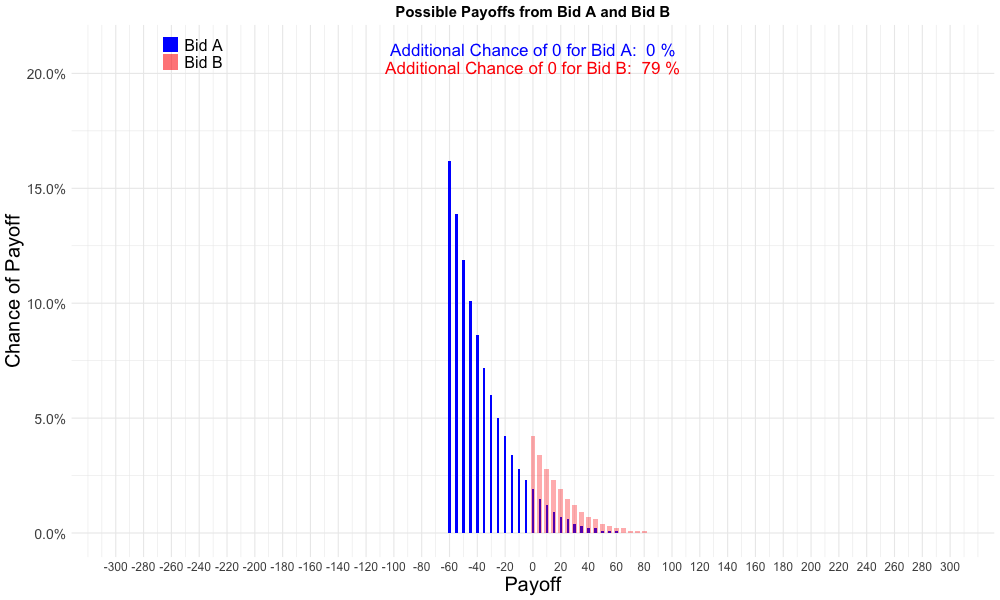 Possible Payoffs from Bid A and Bid B
Bid A
Bid B
Additional Chance of 0 for Bid A: 0 %
Additional Chance of 0 for Bid B: 79 %
Chance of Payoff
20.0%
15.0%
10.0%
5.0%
0.0%
-300 -280 -260 -240 -220 -200 -180 -160 -140 -120 -100 -80 -60 -40 -20 0 20 40 60 80 100 120 140 160 180 200 220 240 260 280 300
Payoff